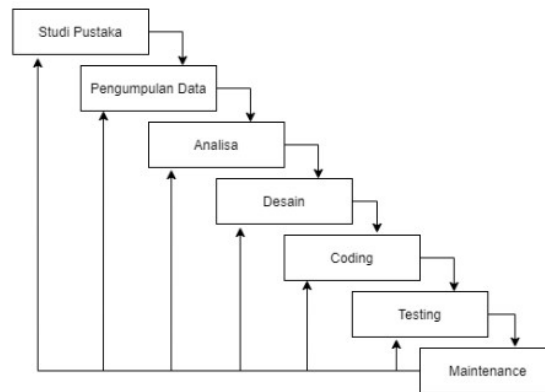 Studi Pustaka
Pengumpulan Data
Analisa
Desain
Coding
Testing
Maintenance